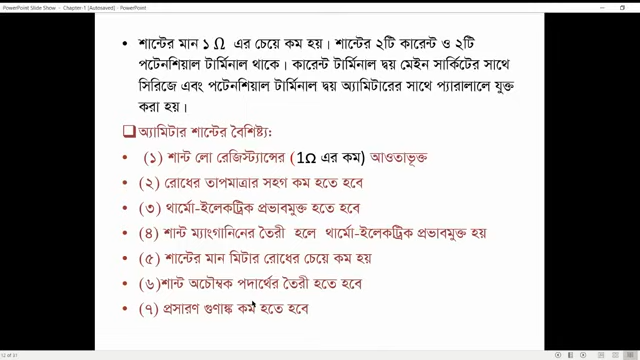 PowerPoint Slide Show - Chapter-1 [Autosaved] - PowerPoint
• শান্টের মান ১ Ω এর চেয়ে কম হয়। শান্টের ২টি কারেন্ট ও ২টি
পটেনশিয়াল টার্মিনাল থাকে। কারেন্ট টার্মিনাল দ্বয় মেইন সার্কিটের সাথে
সিরিজে এবং পটেনশিয়াল টার্মিনাল দ্বয় অ্যামিটারের সাথে প্যারালালে যুক্ত
করা হয়।
অ্যামিটার শান্টের বৈশিষ্ট্য:
• (১) শান্ট লো রেজিস্ট্যান্সের (1Ω এর কম) আওতাভূক্ত
• (২) রোধের তাপমাত্রার সহগ কম হতে হবে
• (৩) থার্মো-ইলেকট্রিক প্রভাবমুক্ত হতে হবে
• (৪) শান্ট ম্যাংগানিনের তৈরী হলে থার্মো-ইলেকট্রিক প্রভাবমুক্ত হয়
• (৫) শান্টের মান মিটার রোধের চেয়ে কম হয়
• (৬)শান্ট অচৌম্বক পদার্থের তৈরী হতে হবে
• (৭) প্রসারণ গুণাঙ্ক কম হতে হবে
12 of 31